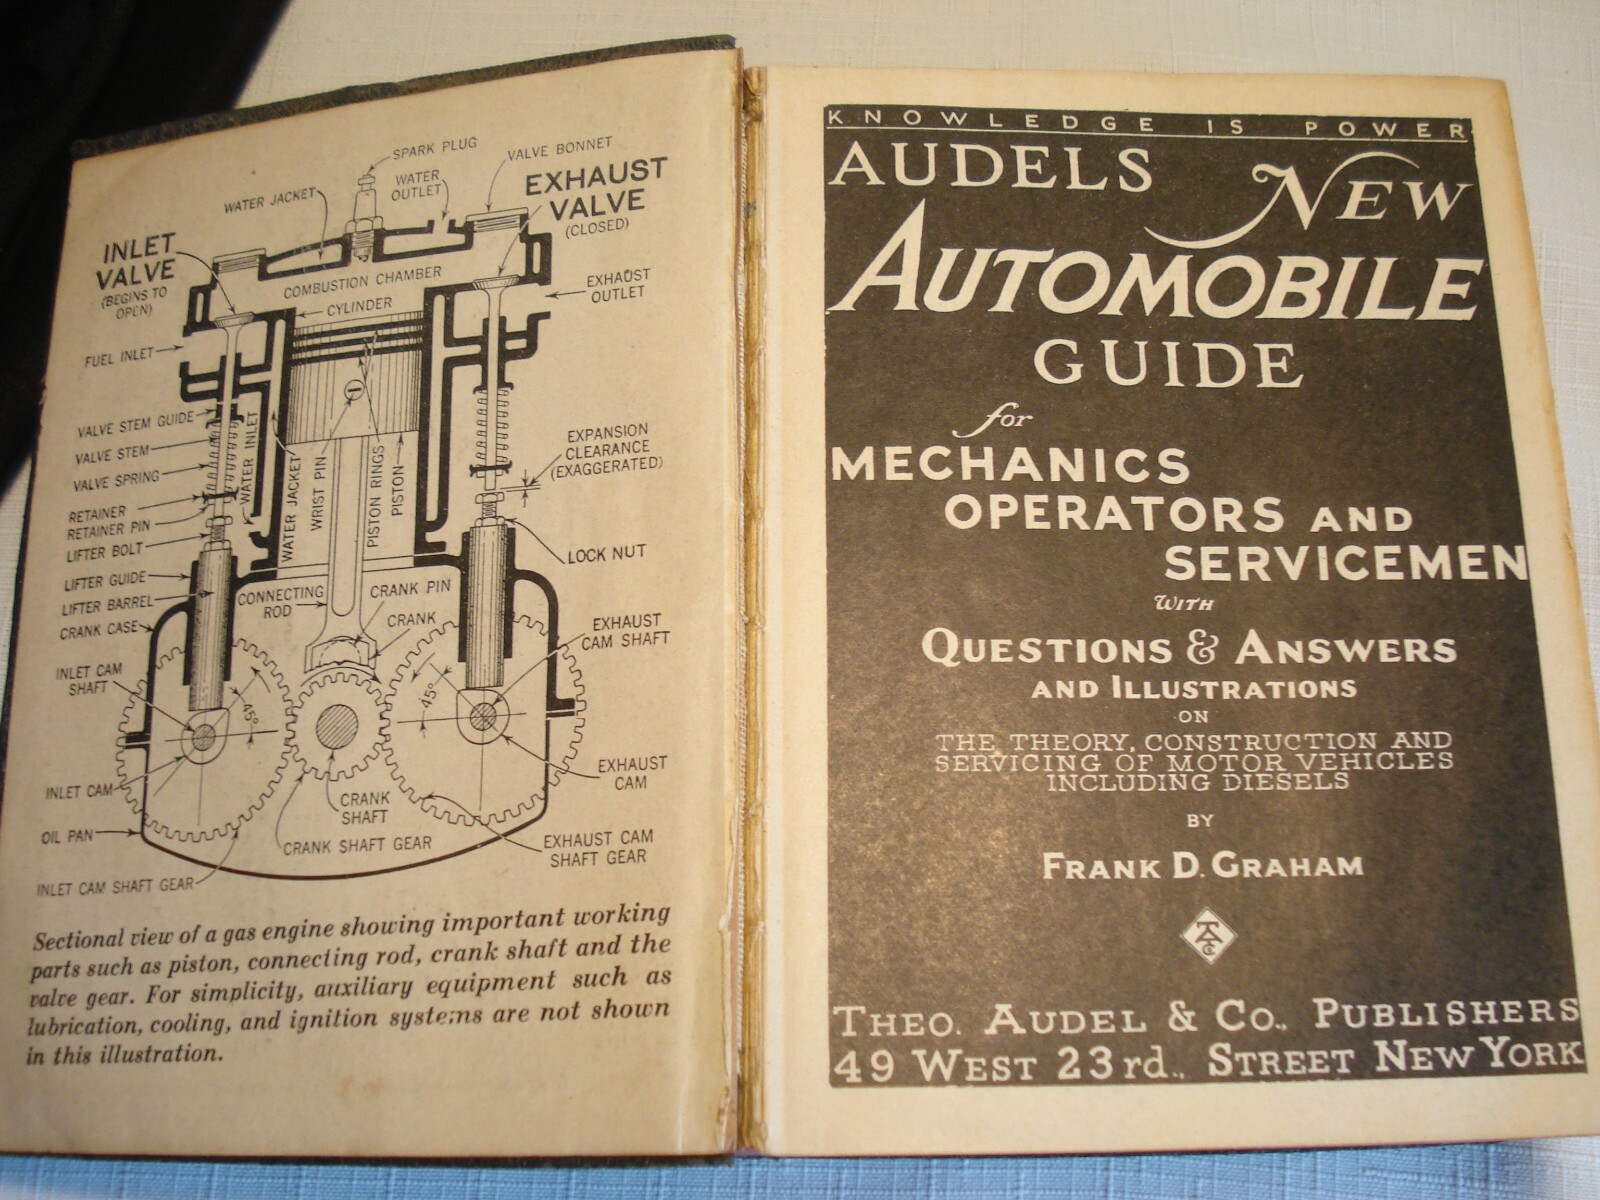 SPARK PLUG
VALVE BONNET
WATER
OUTLET
WATER JACKET
EXHAUST
VALVE
(CLOSED)
INLET
VALVE
(BEGINS TO
OPEN)
COMBUSTION CHAMBER
EXHAUST
OUTLET
CYLINDER
FUEL INLET
VALVE STEM GUIDE
VALVE STEM
VALVE SPRING
RETAINER
RETAINER PIN
LIFTER BOLT
LIFTER GUIDE
LIFTER BARREL
CRANK CASE
WATER INLET
WATER JACKET
WRIST PIN
PISTON RINGS
PISTON
EXPANSION
CLEARANCE
(EXAGGERATED)
LOCK NUT
CONNECTING
ROD
CRANK PIN
CRANK
EXHAUST
CAM SHAFT
INLET CAM
SHAFT
45°
45°
INLET CAM
EXHAUST
CAM
OIL PAN
CRANK
SHAFT
CRANK SHAFT GEAR
EXHAUST CAM
SHAFT GEAR
INLET CAM SHAFT GEAR
Sectional view of a gas engine showing important working
parts such as piston, connecting rod, crank shaft and the
valve gear. For simplicity, auxiliary equipment such as
lubrication, cooling, and ignition systems are not shown
in this illustration.
KNOWLEDGE IS POWER
AUDELS NEW
AUTOMOBILE
GUIDE
for
MECHANICS
OPERATORS AND
SERVICEMEN
WITH
QUESTIONS & ANSWERS
AND ILLUSTRATIONS
ON
THE THEORY, CONSTRUCTION AND
SERVICING OF MOTOR VEHICLES
INCLUDING DIESELS
BY
FRANK D. GRAHAM
THEO. AUDEL & CO., PUBLISHERS
49 WEST 23rd., STREET NEW YORK